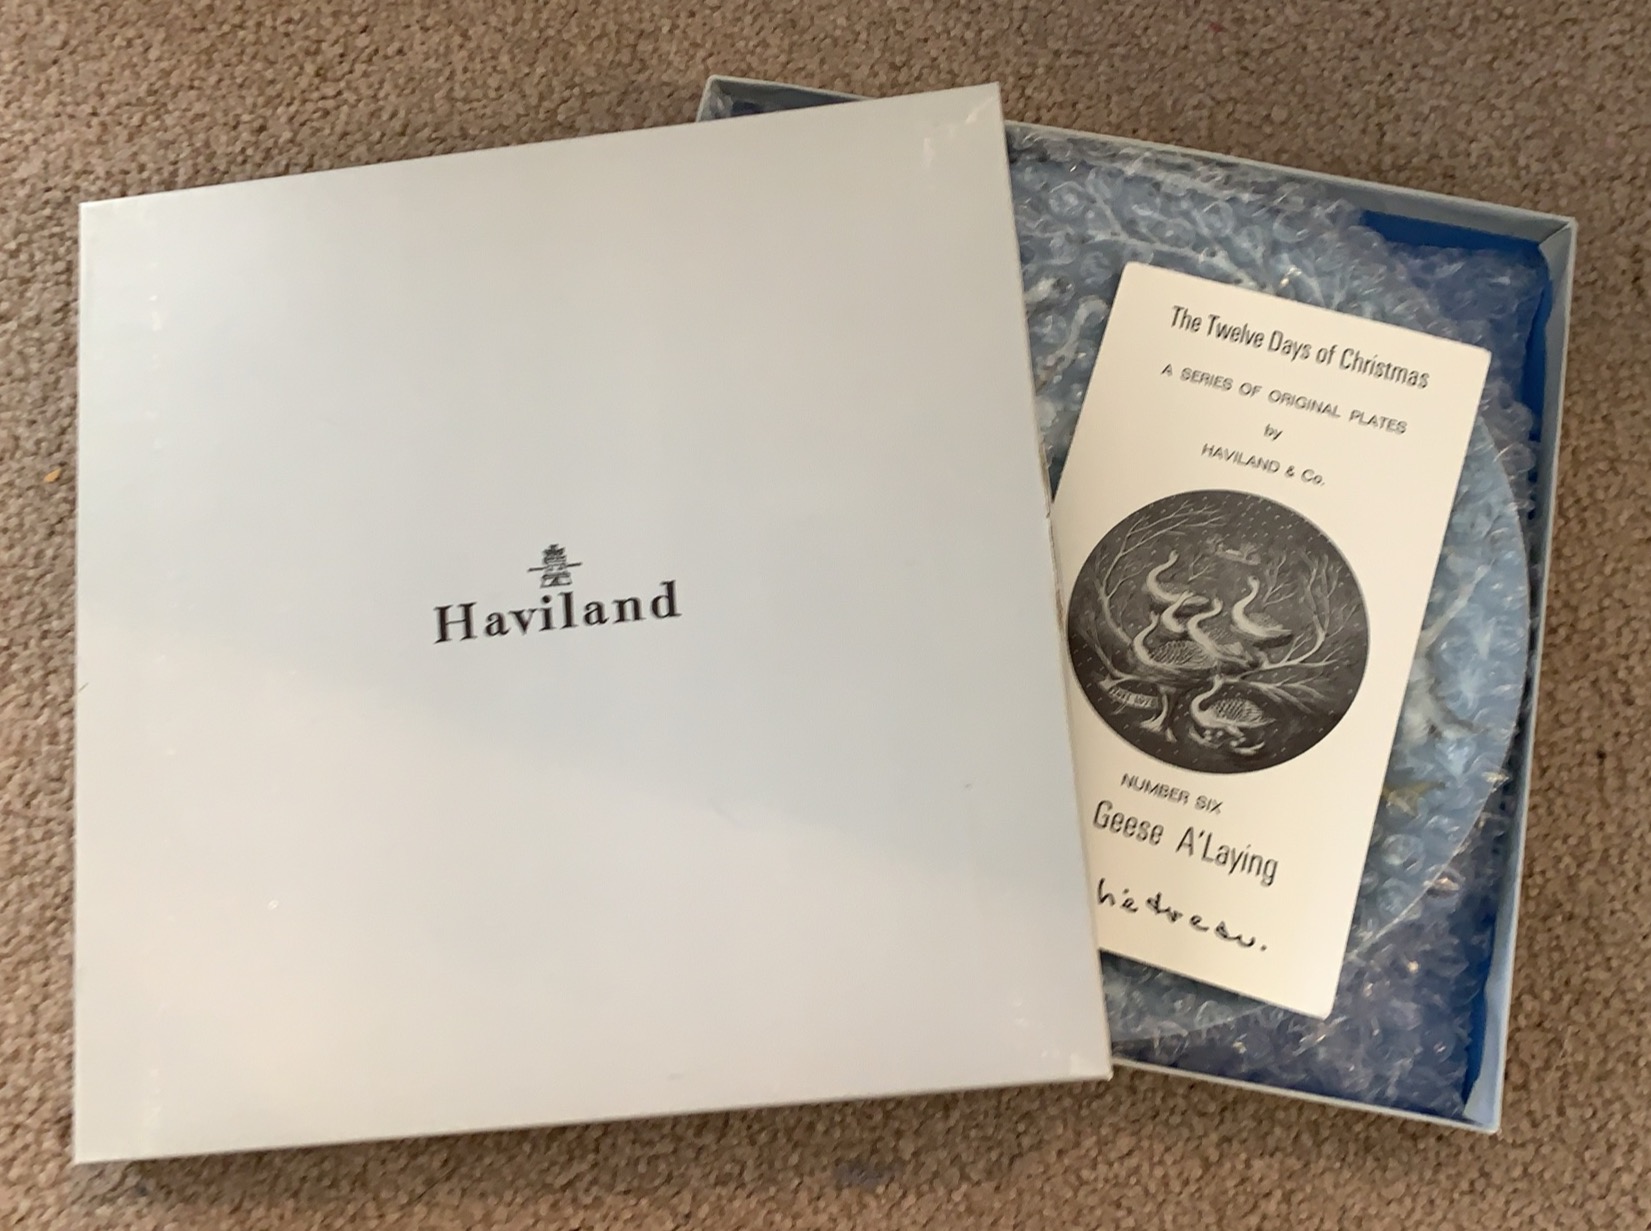 Haviland
The Twelve Days of Christmas
A SERIES OF ORIGINAL PLATES
by
HAVILAND & Co.
NUMBER SIX
Geese A'Laying